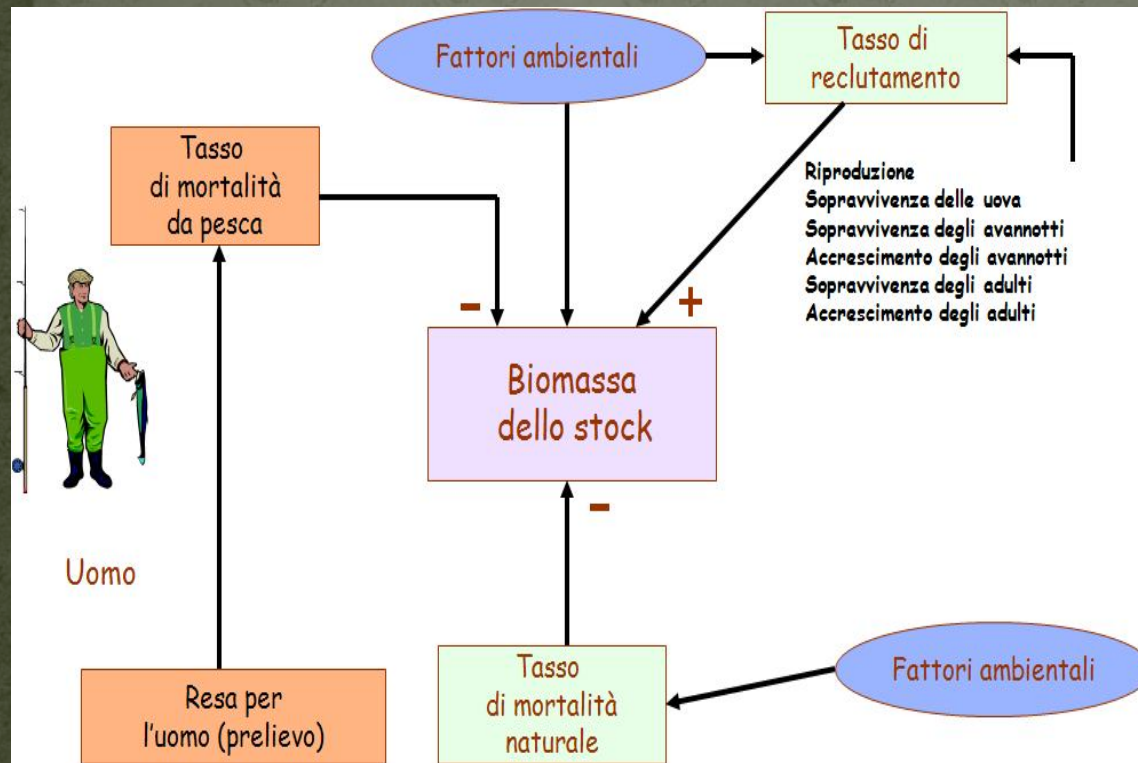 Fattori ambientali
Tasso di
reclutamento
Tasso
di mortalità
da pesca
Riproduzione
Sopravvivenza delle uova
Sopravvivenza degli avannotti
Accrescimento degli avannotti
Sopravvivenza degli adulti
Accrescimento degli adulti
-
+
Biomassa
dello stock
-
Uomo
Resa per
l'uomo (prelievo)
Tasso
di mortalità
naturale
Fattori ambientali